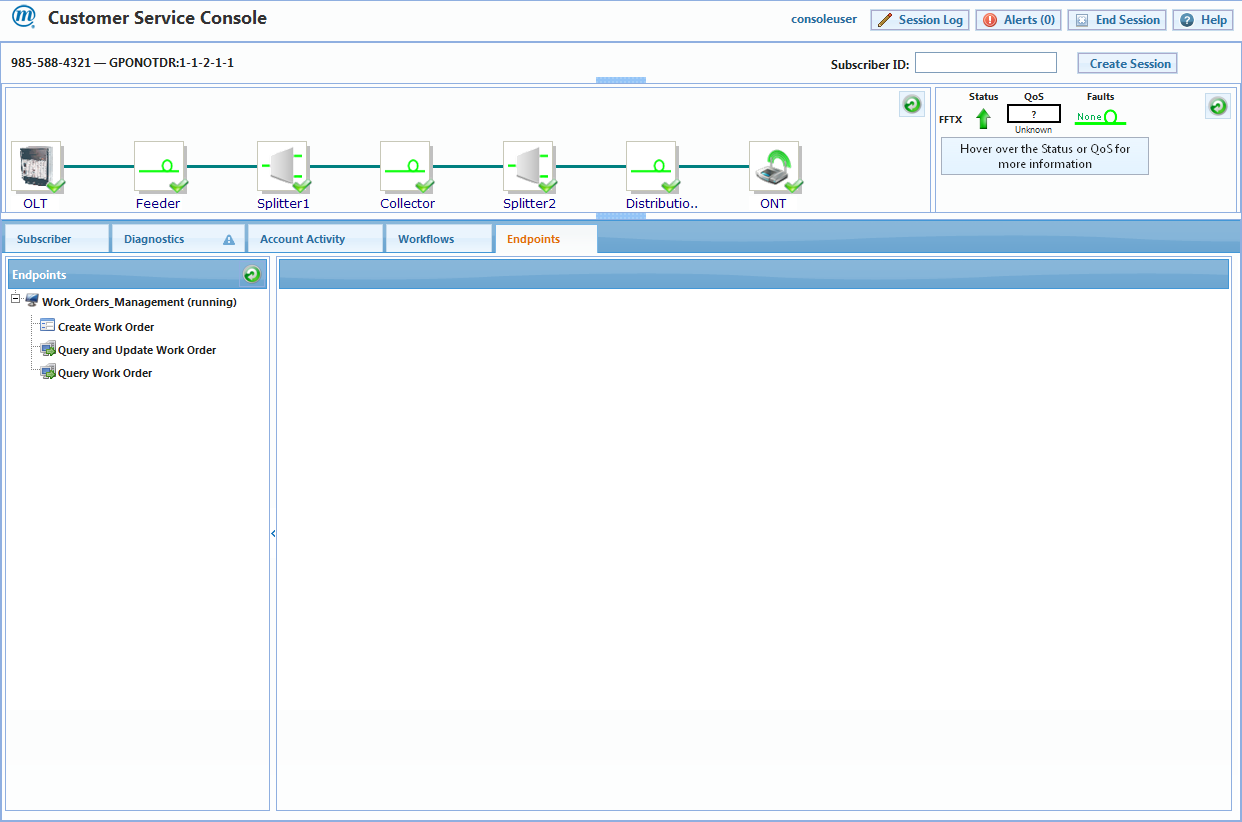 m Customer Service Console
consoleuser
Session Log
Alerts (0)
End Session
Help
985-588-4321 — GPONOTDR:1-1-2-1-1
Subscriber ID:
Create Session
OLT
Feeder
Splitter1
Collector
Splitter2
Distributio..
ONT
Status
QoS
Faults
FFTX
?
None
Unknown
Hover over the Status or QoS for
more information
Subscriber
Diagnostics
Account Activity
Workflows
Endpoints
Endpoints
Work_Orders_Management (running)
Create Work Order
Query and Update Work Order
Query Work Order